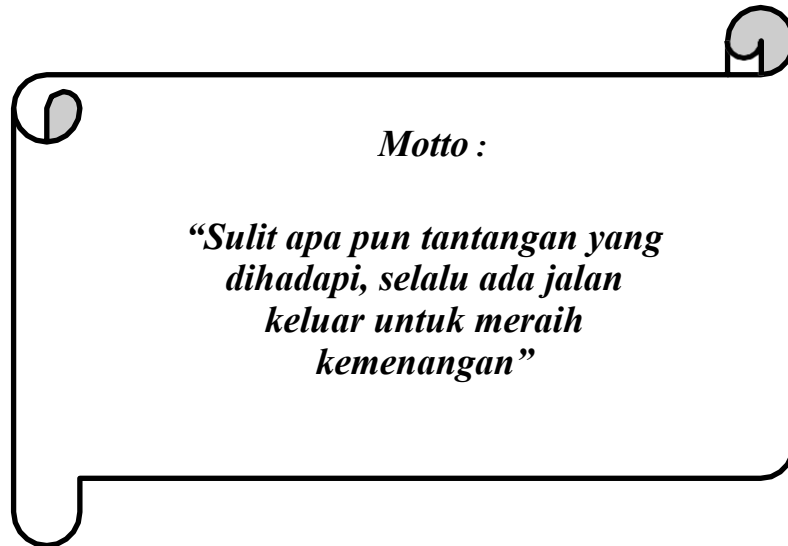 Motto :
“Sulit apa pun tantangan yang
dihadapi, selalu ada jalan
keluar untuk meraih
kemenangan”